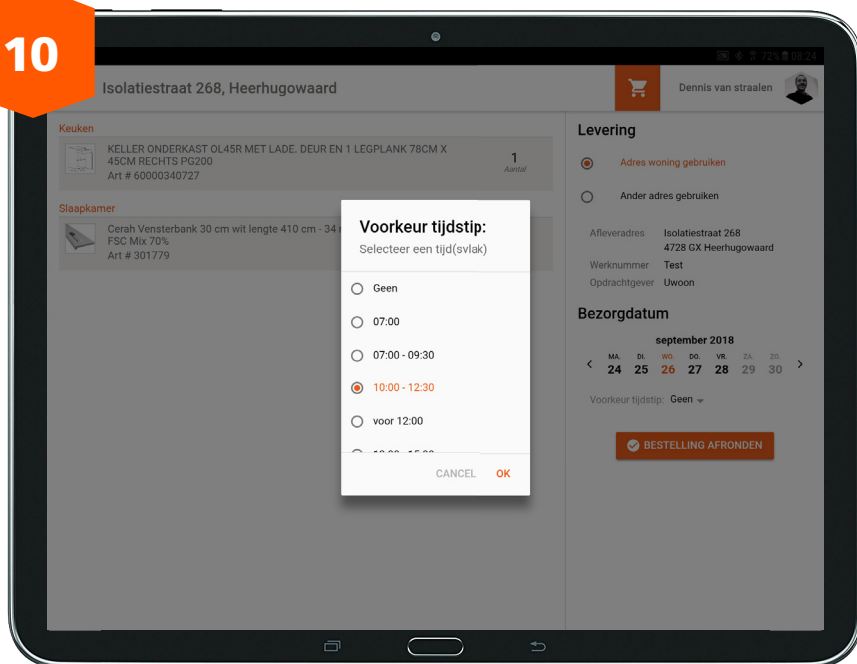 10
72% 08:24
Isolatiestraat 268, Heerhugowaard
Dennis van straalen
Keuken
KELLER ONDERKAST OL45R MET LADE. DEUR EN 1 LEGPLANK 78CM X
45CM RECHTS PG200
Art # 60000340727
1
Aantal
Slaapkamer
Cerah Vensterbank 30 cm wit lengte 410 cm - 34
FSC Mix 70%
Art # 301779
Voorkeur tijdstip:
Selecteer een tijd(svlak)
Geen
07:00
07:00 - 09:30
10:00 - 12:30
voor 12:00
CANCEL OK
Levering
Adres woning gebruiken
Ander adres gebruiken
Afleveradres Isolatiestraat 268
4728 GX Heerhugowaard
Werknummer Test
Opdrachtgever Uwoon
Bezorgdatum
september 2018
MA. DI. WO. DO. VR. ZA. ZO.
24 25 26 27 28 29 30
Voorkeur tijdstip: Geen
BESTELLING AFRONDEN